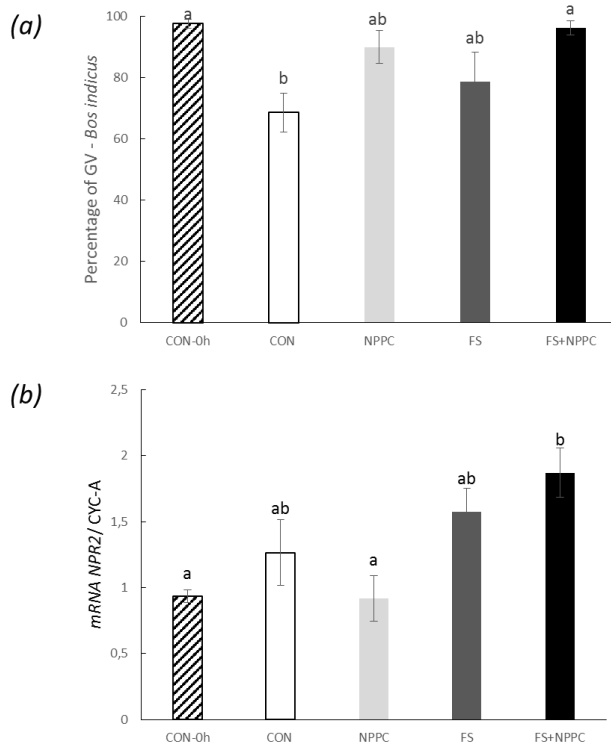 (a)
Percentage of GV - Bos indicus
100
80
60
40
20
0
a
b
ab
ab
a
CON-0h CON NPPC FS FS+NPPC
(b)
mRNA NPR2/ CYC-A
2,5
2
1,5
1
0,5
0
a
ab
a
ab
b
CON-0h CON NPPC FS FS+NPPC